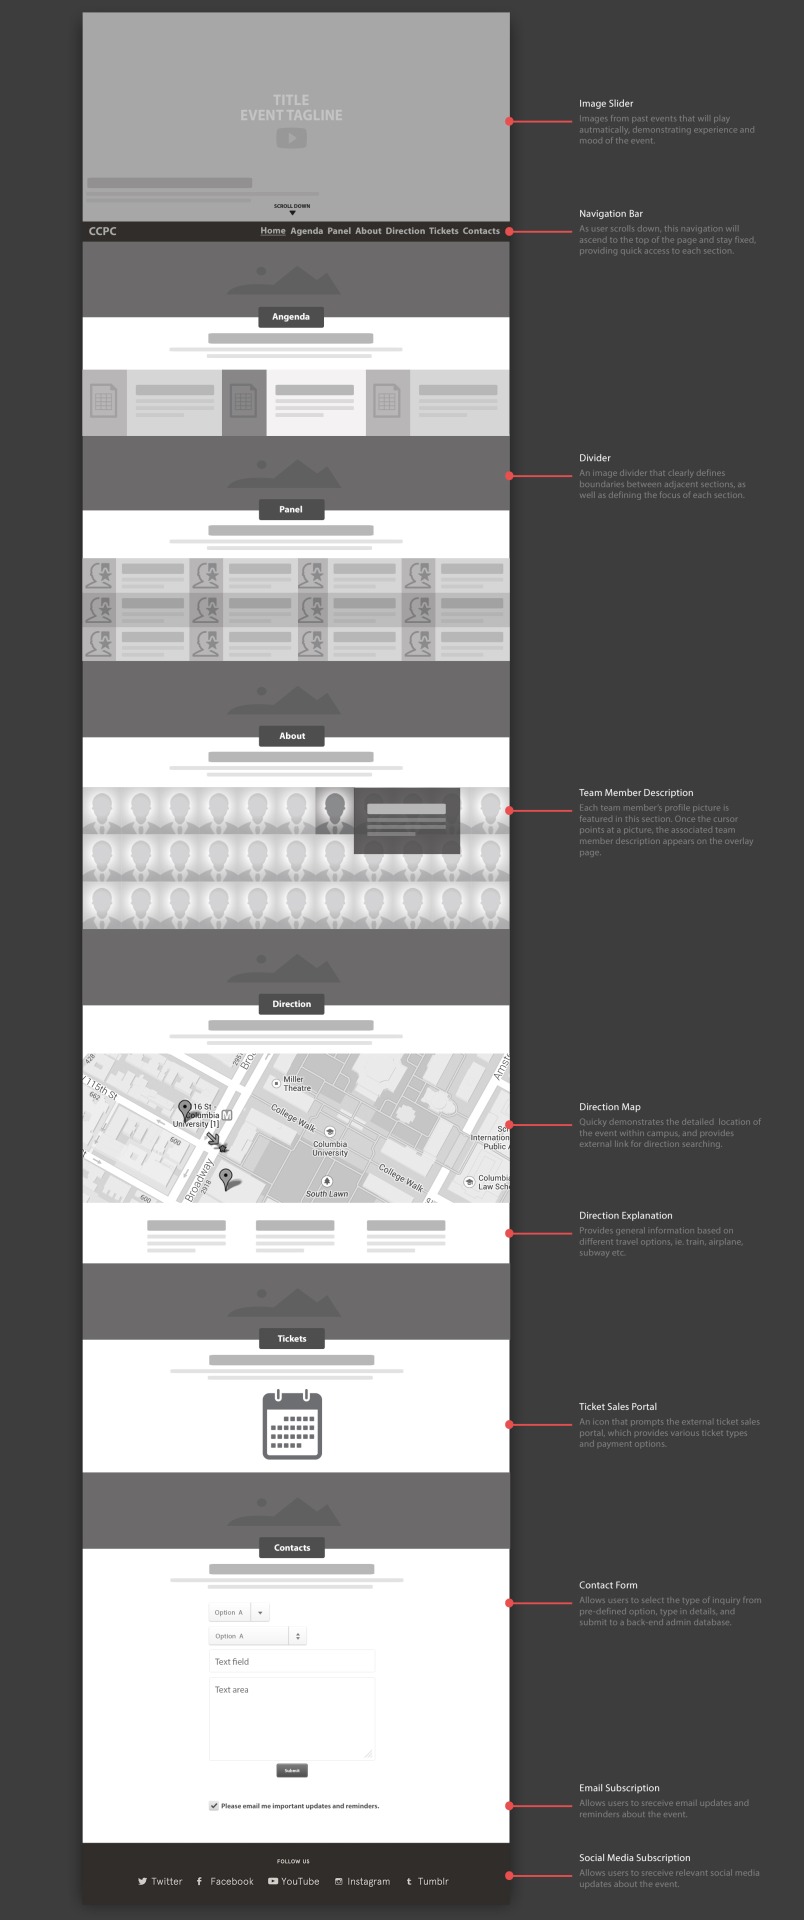 TITLE
EVENT TAGLINE
SCROLL DOWN
Image Slider
Images from past events that will play
autmatically, demonstrating experience and
mood of the event.
CCPC
Home Agenda Panel About Direction Tickets Contacts
Navigation Bar
As user scrolls down, this navigation will
ascend to the top of the page and stay fixed,
providing quick access to each section.
Angenda
Divider
An image divider that clearly defines
boundaries between adjacent sections, as
well as defining the focus of each section.
Panel
About
Team Member Description
Each team member's profile picture is
featured in this section. Once the cursor
points at a picture, the associated team
member description appears on the overlay
page.
Direction
428
W 115th St
662
2951
Bro
Miller
Theatre
Amst
116 St -
Columbia
University [1]
M
600
College Walk
Columbia
University
Sch
Internation
Public A
Broadway
2918
600
South Lawn
College Walk
Columbia
Law Scho
Direction Map
Quicky demonstrates the detailed location of
the event within campus, and provides
external link for direction searching.
Direction Explanation
Provides general information based on
different travel options, ie. train, airplane,
subway etc.
Tickets
Ticket Sales Portal
An icon that prompts the external ticket sales
portal, which provides various ticket types
and payment options.
Contacts
Option A
Option A
Text field
Text area
Submit
Please email me important updates and reminders.
Contact Form
Allows users to select the type of inquiry from
pre-defined option, type in details, and
submit to a back-end admin database.
Email Subscription
Allows users to sreceive email updates and
reminders about the event.
FOLLOW US
Twitter Facebook YouTube Instagram Tumblr
Social Media Subscription
Allows users to sreceive relevant social media
updates about the event.